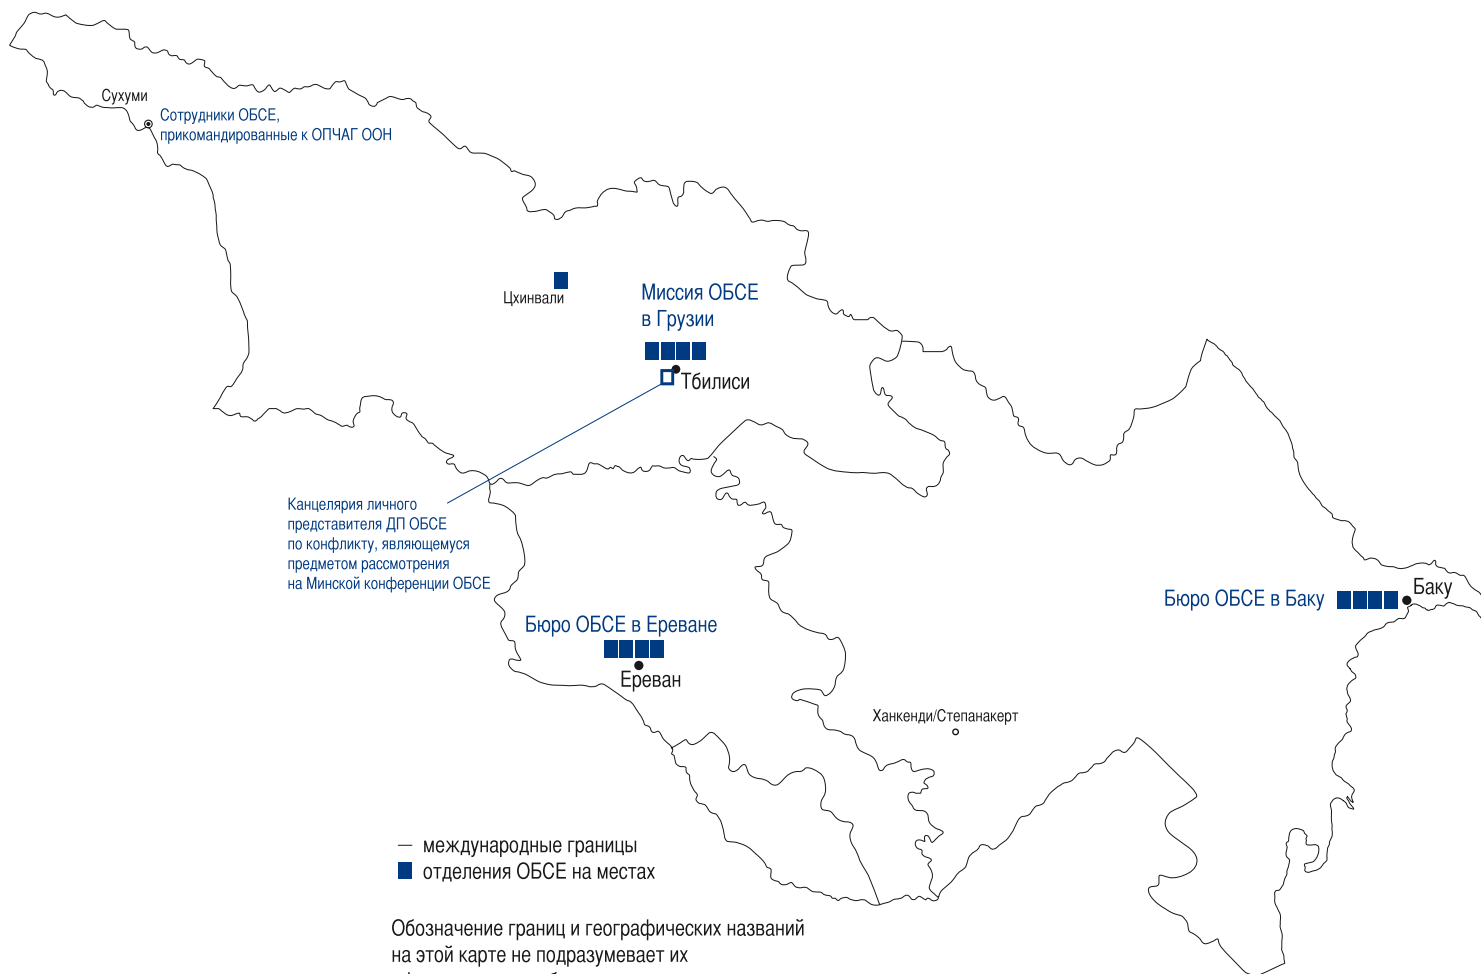 Сухуми
Сотрудники ОБСЕ,
прикомандированные к ОПЧАГ ООН
Цхинвали
Миссия ОБСЕ
в Грузии
Тбилиси
Канцелярия личного
представителя ДП ОБСЕ
по конфликту, являющемуся
предметом рассмотрения
на Минской конференции ОБСЕ
Бюро ОБСЕ в Ереване
Ереван
Бюро ОБСЕ в Баку
Баку
Ханкенди/Степанакерт
— международные границы
отделения ОБСЕ на местах
Обозначение границ и географических названий
на этой карте не подразумевает их